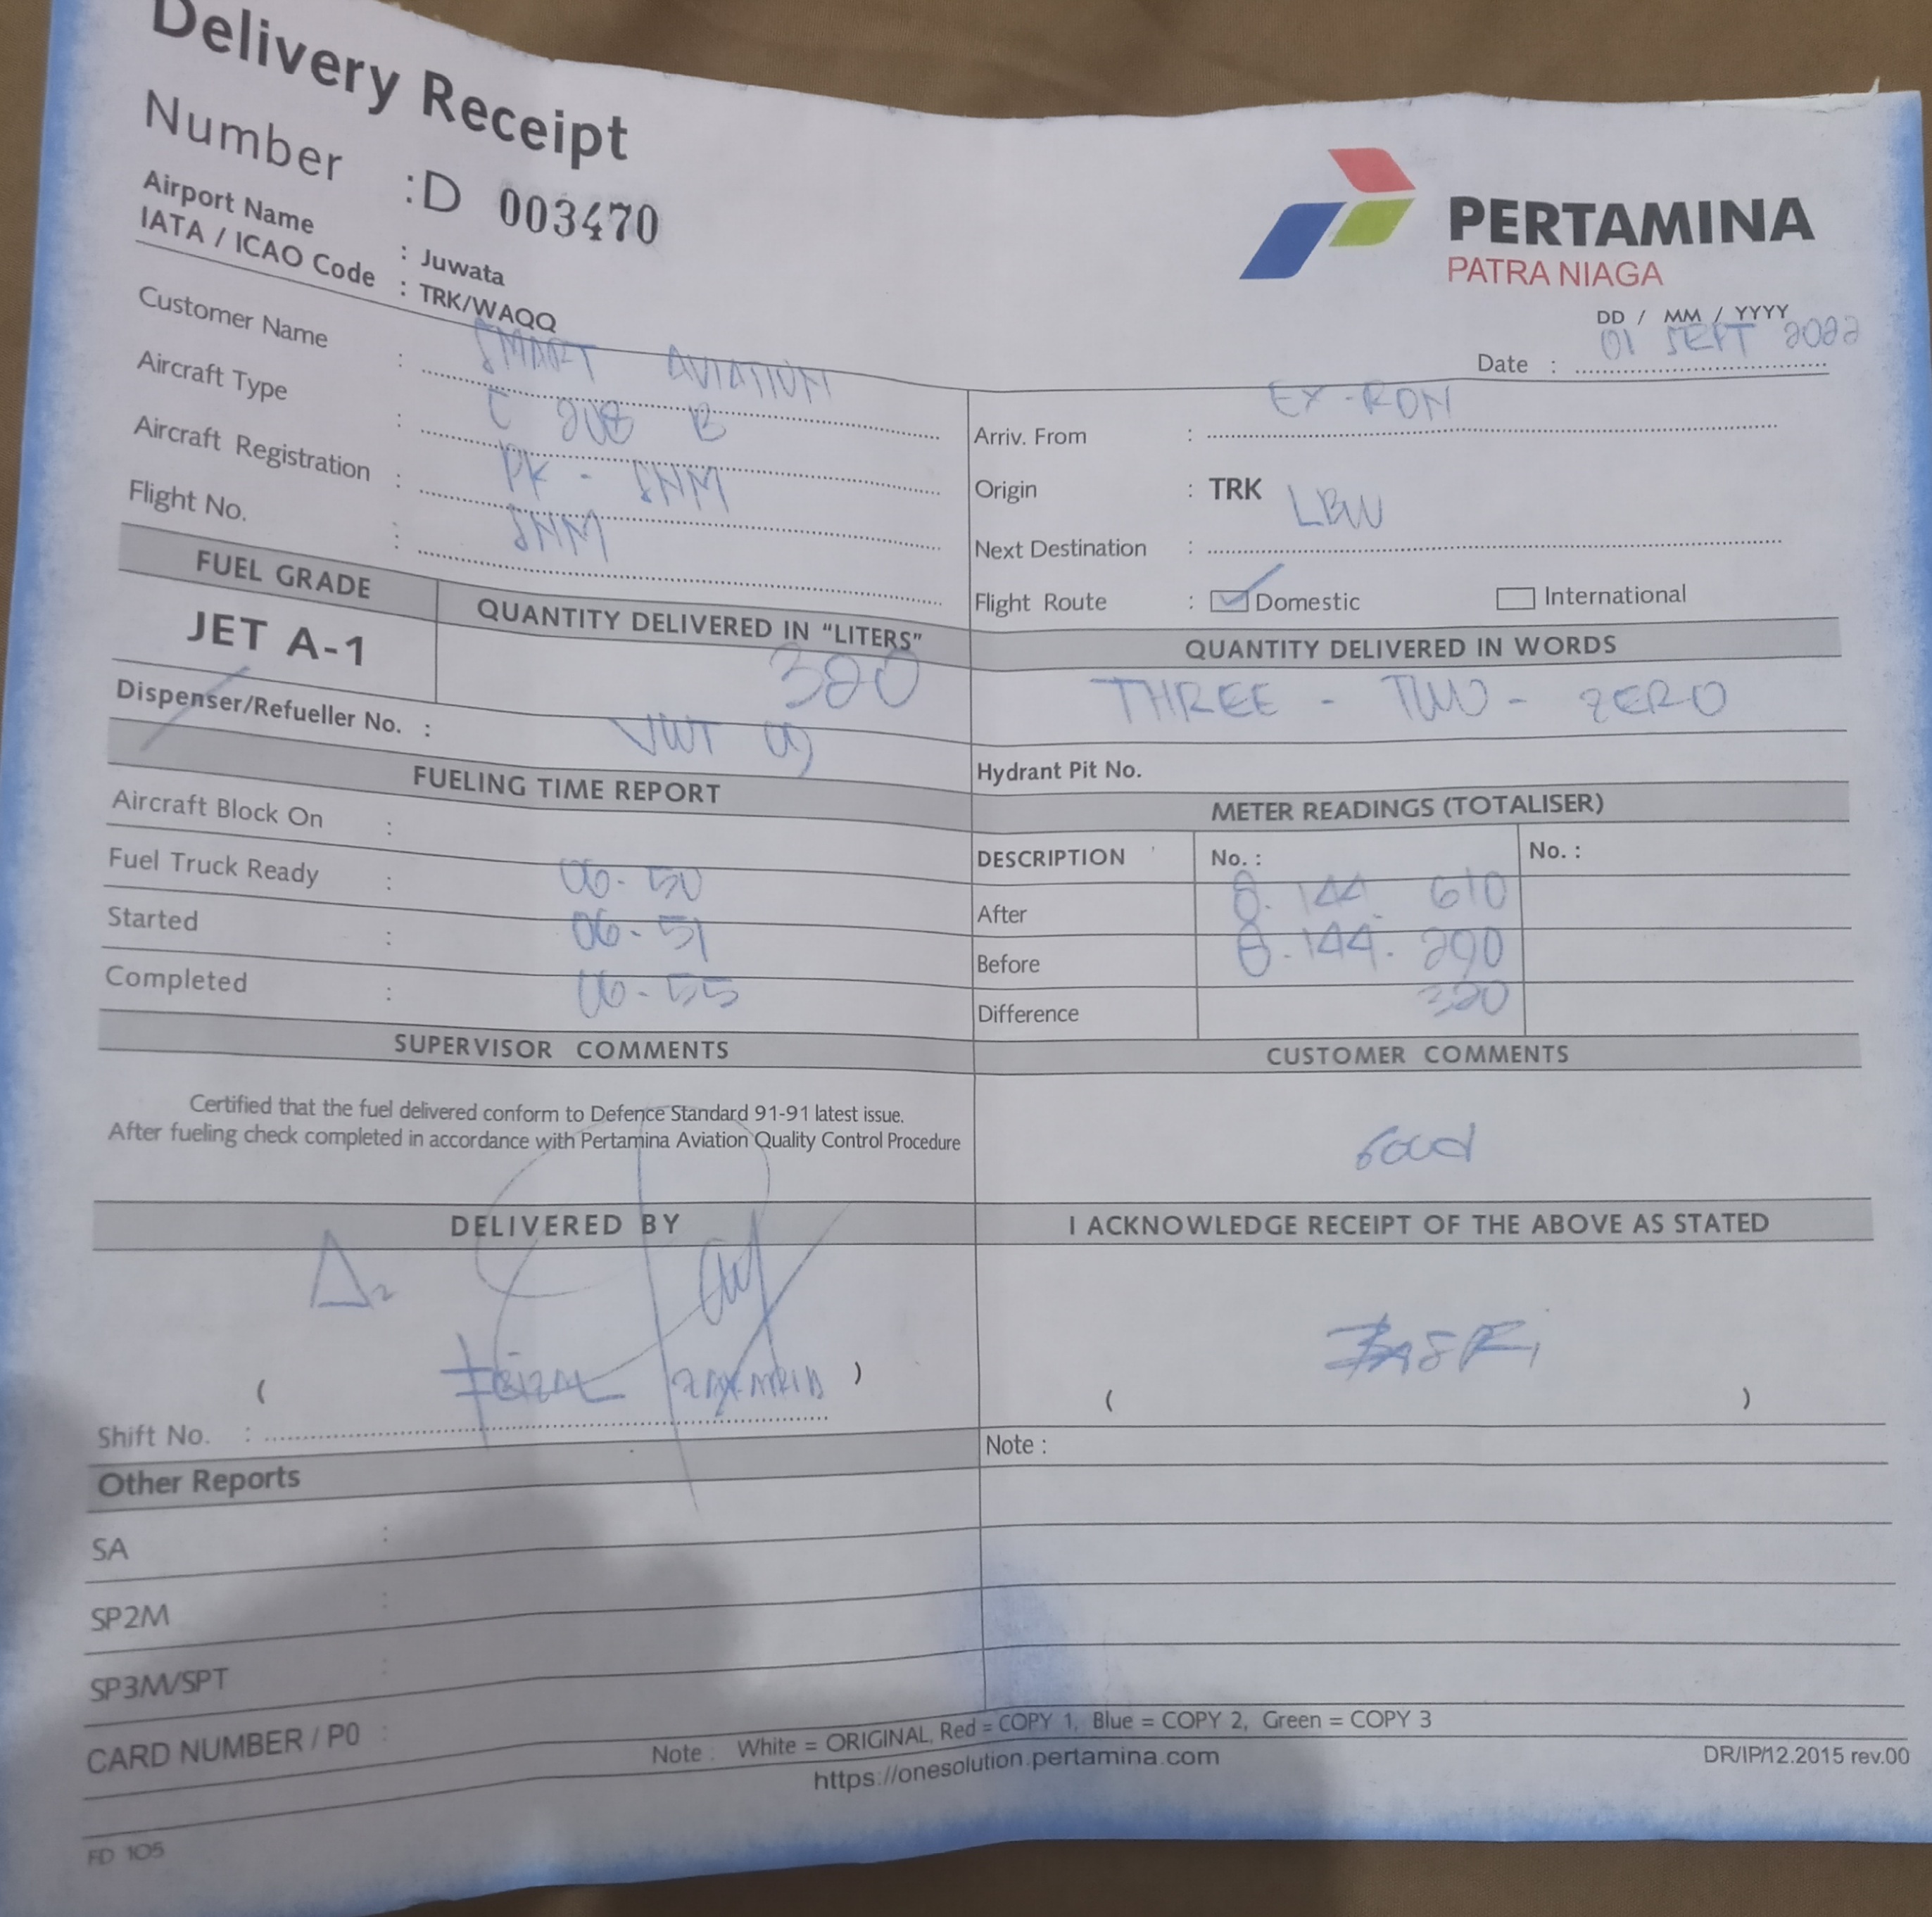 Delivery Receipt
Number : D 003470
Airport Name : Juwata
IATA / ICAO Code : TRK/WAQQ
PERTAMINA
PATRA NIAGA
DD / MM / YYYY
Date : 01 SEPT 2022
Customer Name : SMART AVIATION
Aircraft Type : C 208 B
Aircraft Registration : PK - SNM
Flight No. : SNM
Arriv. From : EX-RON
Origin : TRK
Next Destination : LBW
Flight Route : Domestic International
FUEL GRADE QUANTITY DELIVERED IN "LITERS" QUANTITY DELIVERED IN WORDS
JET A-1 320 THREE - TWO - ZERO
Dispenser/Refueller No. :
Hydrant Pit No.
FUELING TIME REPORT
Aircraft Block On :
Fuel Truck Ready : 06-50
Started : 06-51
Completed : 06-55
METER READINGS (TOTALISER)
DESCRIPTION No. : No. :
After 8.144.610
Before 8.144.290
Difference 320
SUPERVISOR COMMENTS
Certified that the fuel delivered conform to Defence Standard 91-91 latest issue.
After fueling check completed in accordance with Pertamina Aviation Quality Control Procedure
CUSTOMER COMMENTS
Good
DELIVERED BY
( )
Shift No. :
I ACKNOWLEDGE RECEIPT OF THE ABOVE AS STATED
( )
Note :
Other Reports
SA :
SP2M :
SP3M/SPT :
CARD NUMBER / P0 :
Note : White = ORIGINAL, Red = COPY 1, Blue = COPY 2, Green = COPY 3
https://onesolution.pertamina.com
DR/IP/12.2015 rev.00
FD 105